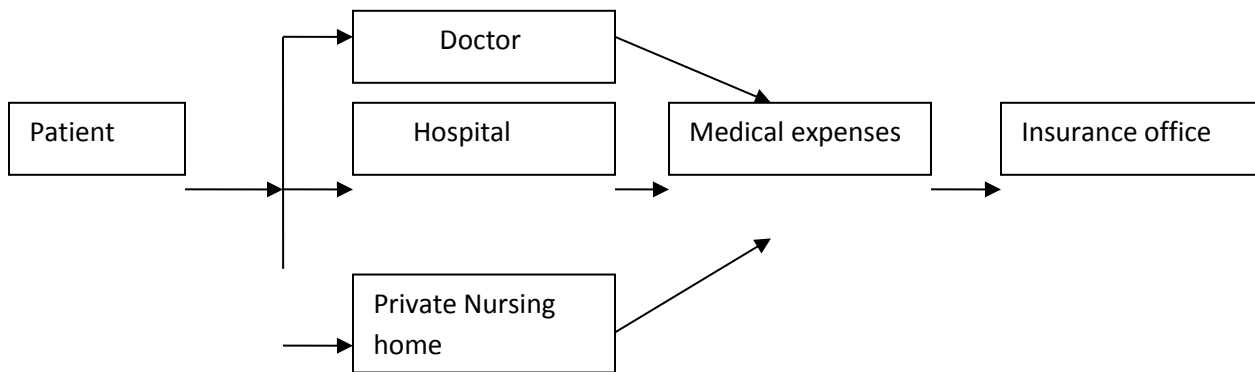 Doctor
Patient
Hospital
Medical expenses
Insurance office
Private Nursing
home